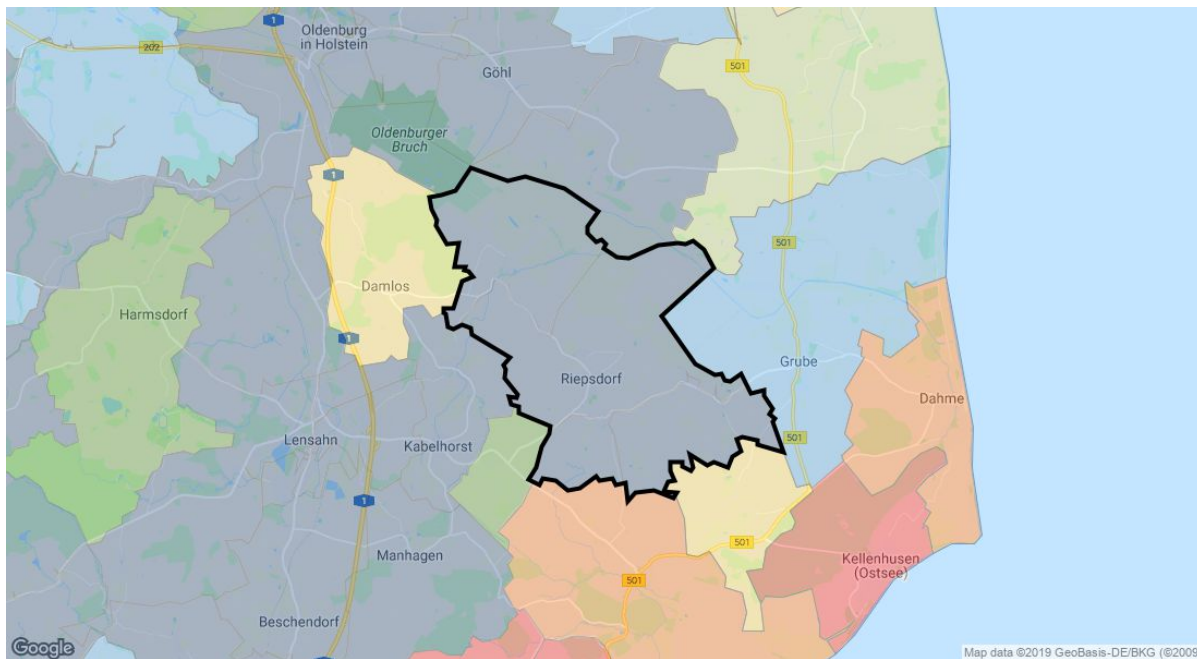 1
Oldenburg
in Holstein
202
Göhl
501
Oldenburger
Bruch
1
501
Damlos
Harmsdorf
1
Grube
Riepsdorf
Dahme
Lensahn
Kabelhorst
501
1
501
Manhagen
Kellenhusen
(Ostsee)
501
Beschendorf
Google
Map data ©2019 GeoBasis-DE/BKG (©2009